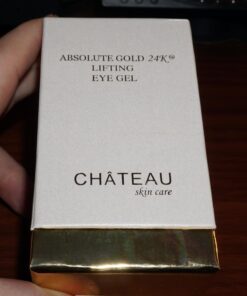 ABSOLUTE GOLD 24K
LIFTING
EYE GEL
CHÂTEAU
skin care